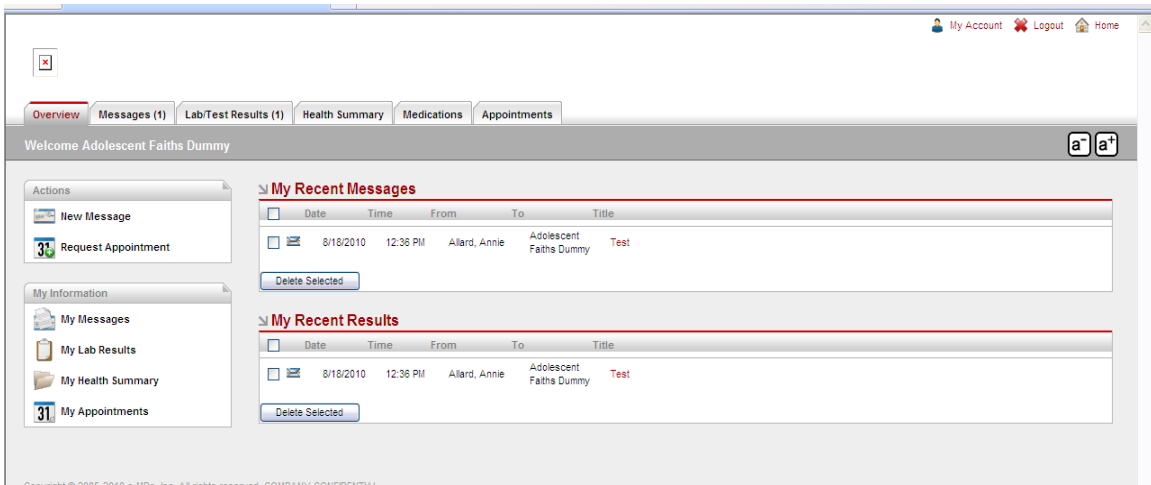 My Account Logout Home
Overview Messages (1) Lab/Test Results (1) Health Summary Medications Appointments
Welcome Adolescent Faiths Dummy a- a+
Actions
New Message
31 Request Appointment
My Information
My Messages
My Lab Results
My Health Summary
31 My Appointments
My Recent Messages
Date Time From To Title
8/18/2010 12:36 PM Allard, Annie Adolescent Faiths Dummy Test
Delete Selected
My Recent Results
Date Time From To Title
8/18/2010 12:36 PM Allard, Annie Adolescent Faiths Dummy Test
Delete Selected